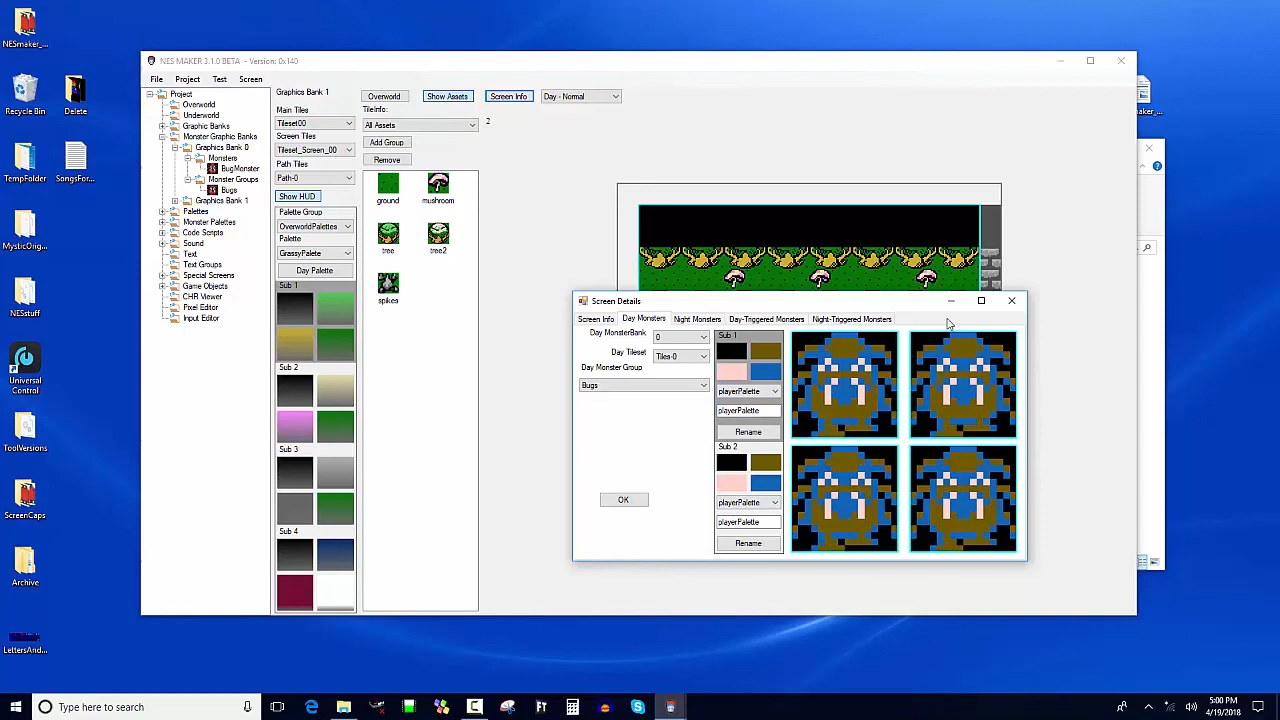 NESmaker_...
Recycle Bin
Delete
TempFolder
SongsFor...
MysticOrig...
NEStuff
Universal
Control
ToolVersions
ScreenCaps
Archive
LettersAnd...
NES MAKER 3.1.0 BETA - Version: 0x140
File Project Test Screen
Project
Overworld
Underworld
Graphic Banks
Monster Graphic Banks
Graphics Bank 0
Monsters
BugMonster
Monster Groups
Bugs
Graphics Bank 1
Palettes
Monster Palettes
Code Scripts
Sound
Text
Text Groups
Special Screens
Game Objects
CHR Viewer
Pixel Editor
Input Editor
Graphics Bank 1
Main Tiles
Tileset00
Screen Tiles
Tileset_Screen_00
Path Tiles
Path-0
Show HUD
Palette Group
OverworldPalettes
Palette
GrassyPalette
Day Palette
Sub 1
Sub 2
Sub 3
Sub 4
Overworld Show Assets Screen Info Day - Normal
TileInfo:
All Assets
2
Add Group
Remove
ground mushroom
tree tree2
spikes
Screen Details
Screen Info Day Monsters Night Monsters Day-Triggered Monsters Night-Triggered Monsters
Day MonsterBank 0
Day Tileset Tiles-0
Day Monster Group
Bugs
OK
Sub 1
playerPalette
playerPalette
Rename
Sub 2
playerPalette
playerPalette
Rename
Type here to search
5:00 PM
4/19/2018